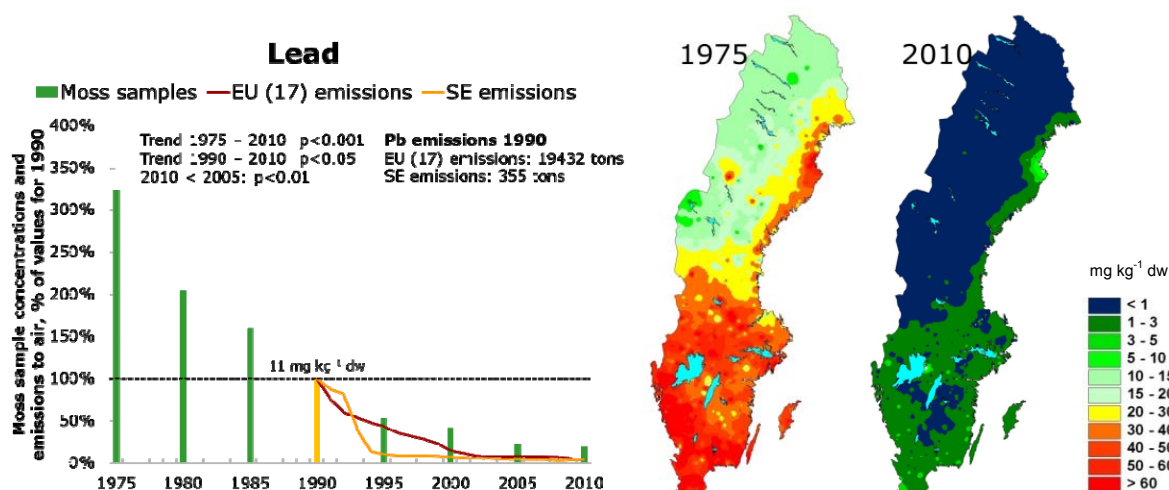 Lead
Moss samples EU (17) emissions SE emissions
Moss sample concentrations and
emissions to air, % of values for 1990
400%
350%
300%
250%
200%
150%
100%
50%
0%
Trend 1975 - 2010 p<0.001
Trend 1990 - 2010 p<0.05
2010 < 2005: p<0.01
Pb emissions 1990
EU (17) emissions: 19432 tons
SE emissions: 355 tons
11 mg kg⁻¹ dw
1975 1980 1985 1990 1995 2000 2005 2010
1975
2010
mg kg⁻¹ dw
< 1
1 - 3
3 - 5
5 - 10
10 - 15
15 - 20
20 - 30
30 - 40
40 - 50
50 - 60
> 60